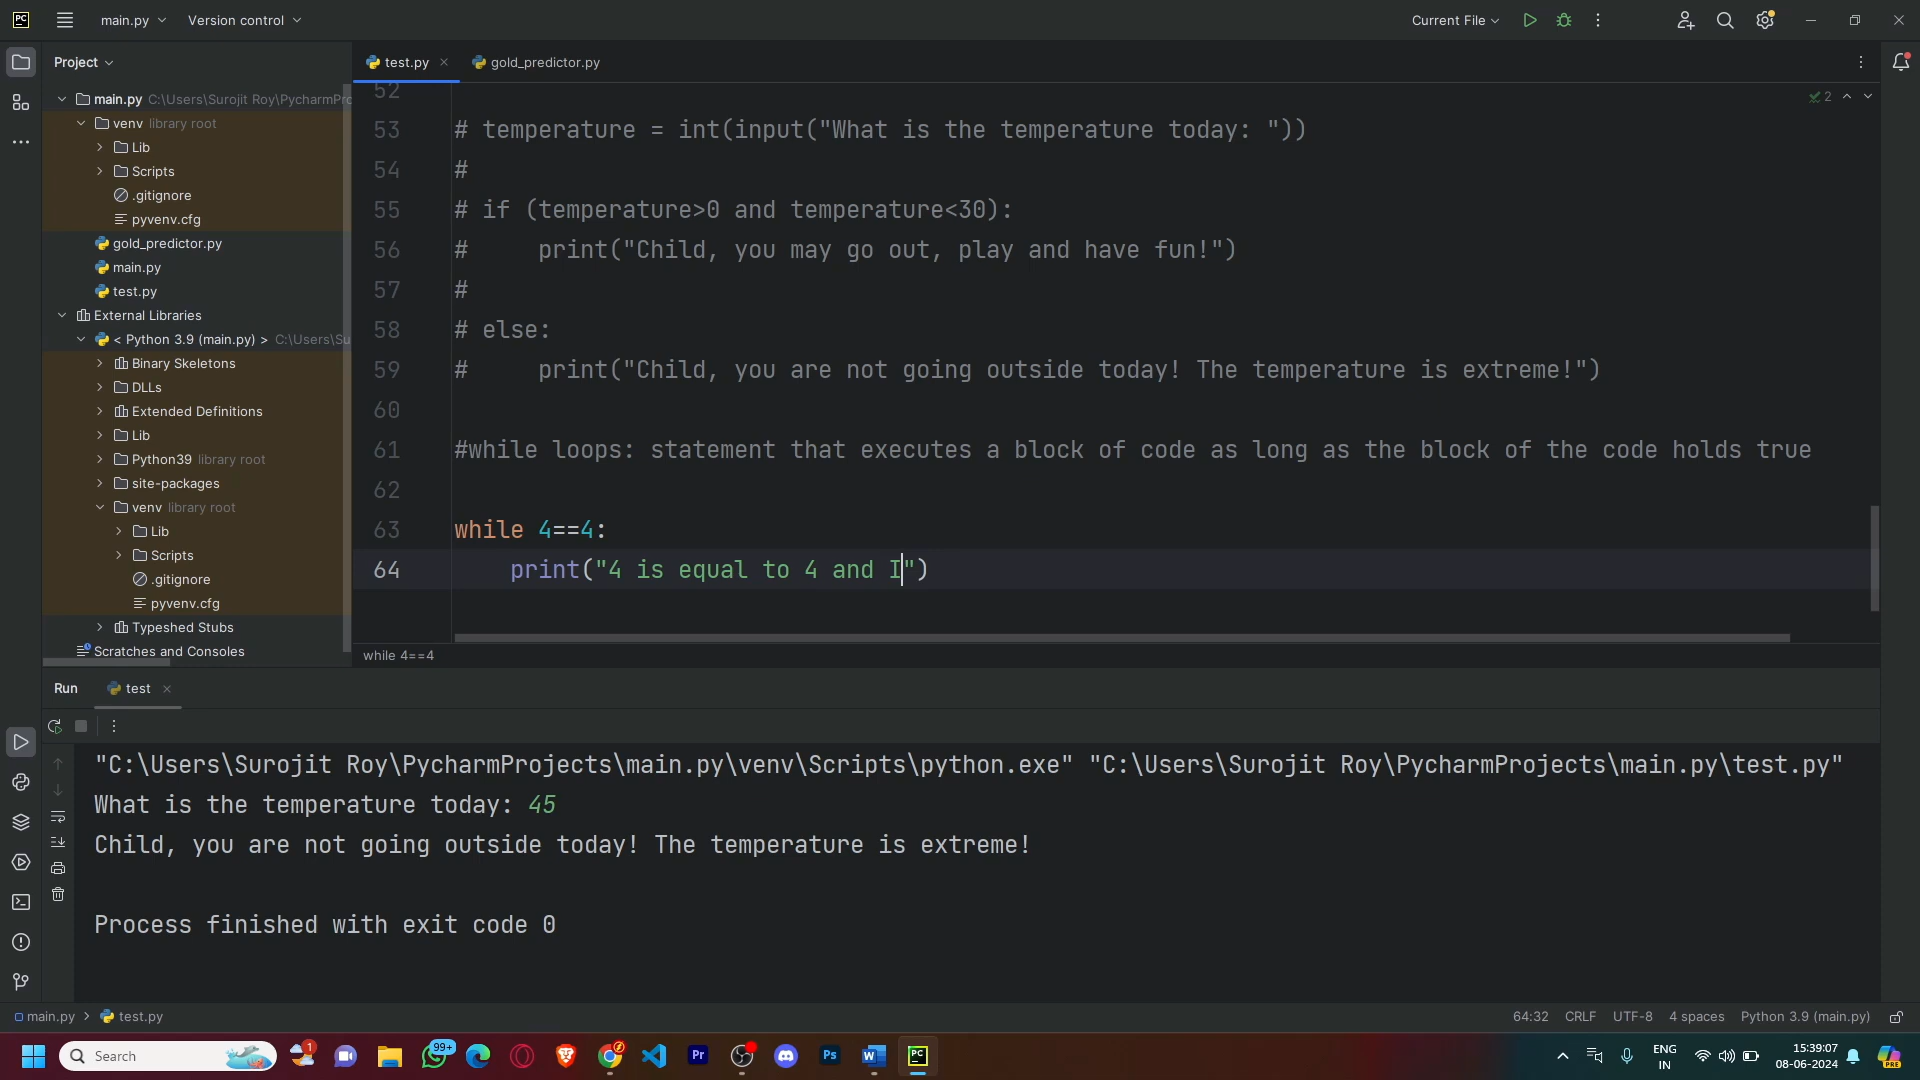 PC
main.py
Version control
Current File
Project
test.py
gold_predictor.py
main.py C:\Users\Surojit Roy\PycharmPro
venv library root
Lib
Scripts
.gitignore
pyvenv.cfg
gold_predictor.py
main.py
test.py
External Libraries
< Python 3.9 (main.py) > C:\Users\Su
Binary Skeletons
DLLs
Extended Definitions
Lib
Python39 library root
site-packages
venv library root
Lib
Scripts
.gitignore
pyvenv.cfg
Typeshed Stubs
Scratches and Consoles
2
52
53 # temperature = int(input("What is the temperature today: "))
54 #
55 # if (temperature>0 and temperature<30):
56 #     print("Child, you may go out, play and have fun!")
57 #
58 # else:
59 #     print("Child, you are not going outside today! The temperature is extreme!")
60
61 #while loops: statement that executes a block of code as long as the block of the code holds true
62
63 while 4==4:
64     print("4 is equal to 4 and I")
while 4==4
Run
test
"C:\Users\Surojit Roy\PycharmProjects\main.py\venv\Scripts\python.exe" "C:\Users\Surojit Roy\PycharmProjects\main.py\test.py"
What is the temperature today: 45
Child, you are not going outside today! The temperature is extreme!
Process finished with exit code 0
main.py > test.py
64:32 CRLF UTF-8 4 spaces Python 3.9 (main.py)
Search
1
99+
Pr
Ps
W
PC
ENG
IN
15:39:07
08-06-2024
PRE